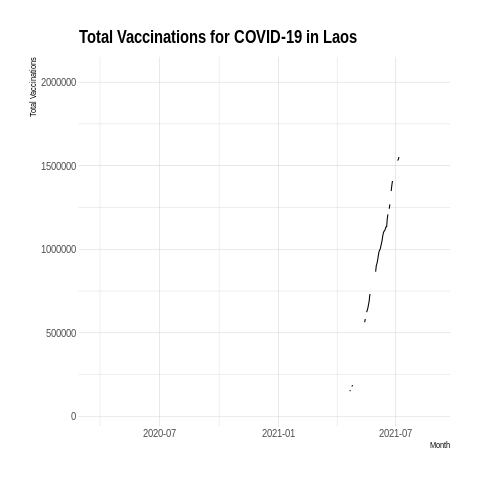 Total Vaccinations for COVID-19 in Laos
Total Vaccinations
2000000
1500000
1000000
500000
0
2020-07 2021-01 2021-07
Month